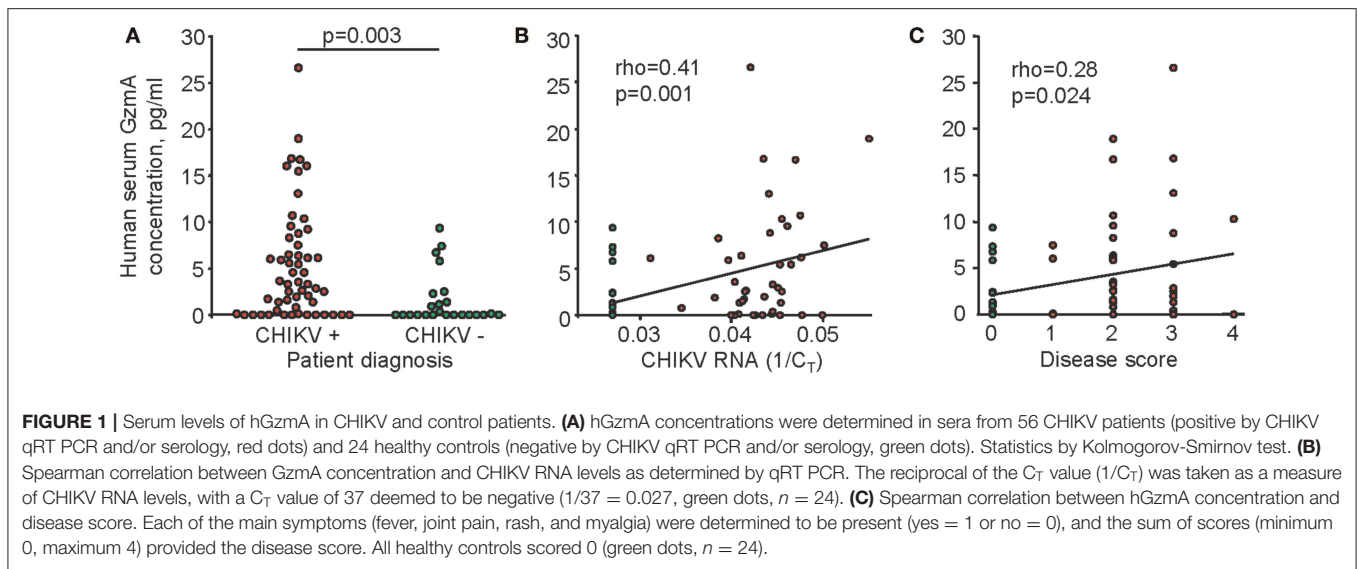 A
30
25
20
15
10
5
0
Human serum GzmA
concentration, pg/ml
p=0.003
CHIKV +
CHIKV -
Patient diagnosis
B
30
25
20
15
10
5
0
rho=0.41
p=0.001
0.03
0.04
0.05
CHIKV RNA (1/C_T)
C
30
25
20
15
10
5
0
rho=0.28
p=0.024
0
1
2
3
4
Disease score
FIGURE 1 | Serum levels of hGzmA in CHIKV and control patients. (A) hGzmA concentrations were determined in sera from 56 CHIKV patients (positive by CHIKV
qRT PCR and/or serology, red dots) and 24 healthy controls (negative by CHIKV qRT PCR and/or serology, green dots). Statistics by Kolmogorov-Smirnov test. (B)
Spearman correlation between GzmA concentration and CHIKV RNA levels as determined by qRT PCR. The reciprocal of the C_T value (1/C_T) was taken as a measure
of CHIKV RNA levels, with a C_T value of 37 deemed to be negative (1/37 = 0.027, green dots, n = 24). (C) Spearman correlation between hGzmA concentration and
disease score. Each of the main symptoms (fever, joint pain, rash, and myalgia) were determined to be present (yes = 1 or no = 0), and the sum of scores (minimum
0, maximum 4) provided the disease score. All healthy controls scored 0 (green dots, n = 24).